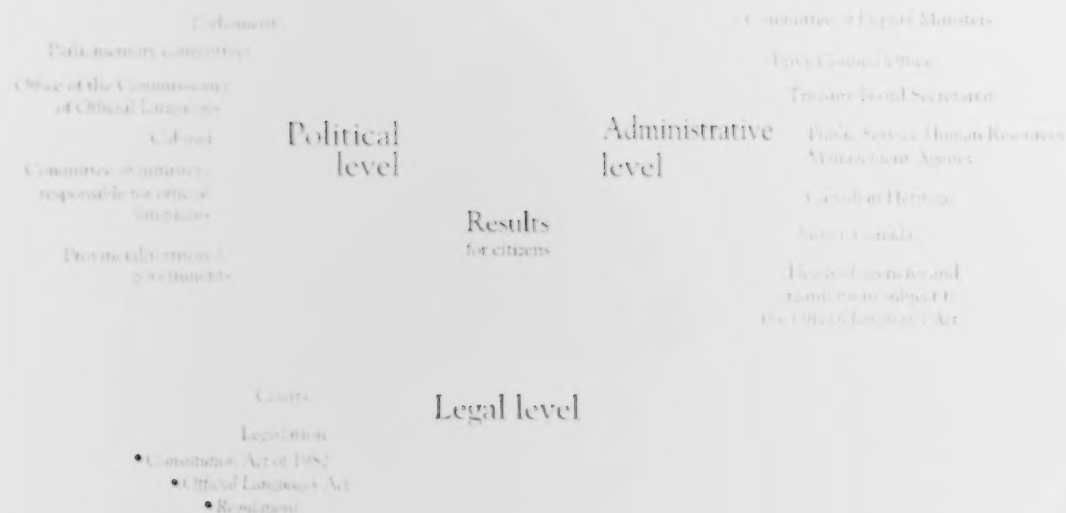 Parliament
Parliamentary Committees
Office of the Commissioner
of Official Languages
Cabinet
Committee of ministers
responsible for official
languages
Provincial/territorial
governments
Political
level
Results
for citizens
Administrative
level
Committee of Deputy Ministers
Privy Council Office
Treasury Board Secretariat
Public Service Human Resources
Management Agency
Canadian Heritage
Justice Canada
and
subject to
the Official Languages Act
Legal level
Courts
Legislation
• Constitution Act of 1982
• Official Languages Act
• Regulations